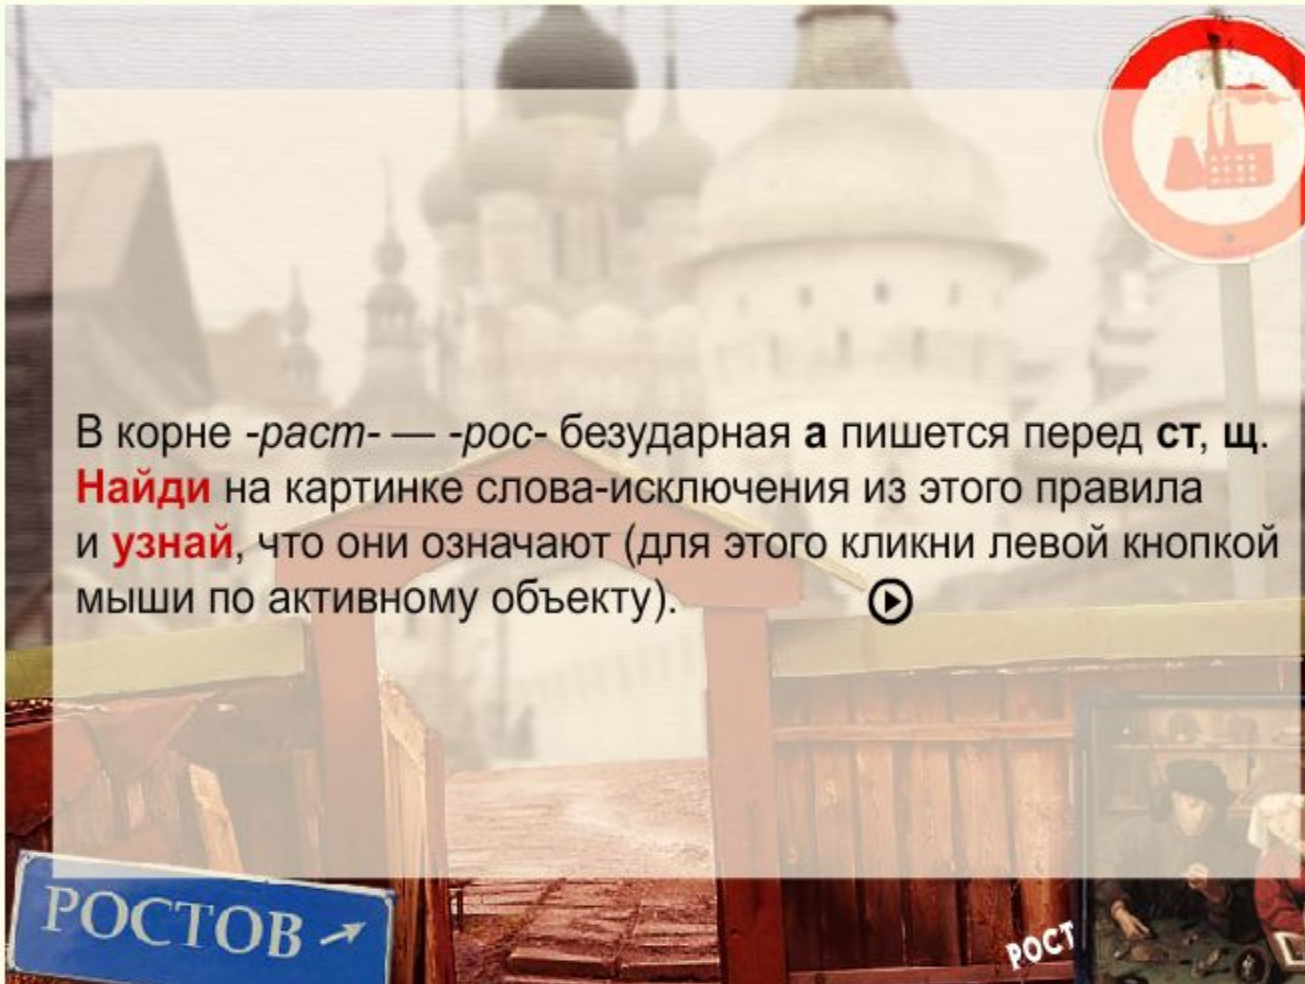 В корне -раст- — -рос- безударная а пишется перед ст, щ.
Найди на картинке слова-исключения из этого правила
и узнай, что они означают (для этого кликни левой кнопкой
мыши по активному объекту).
РОСТОВ
РОСТ